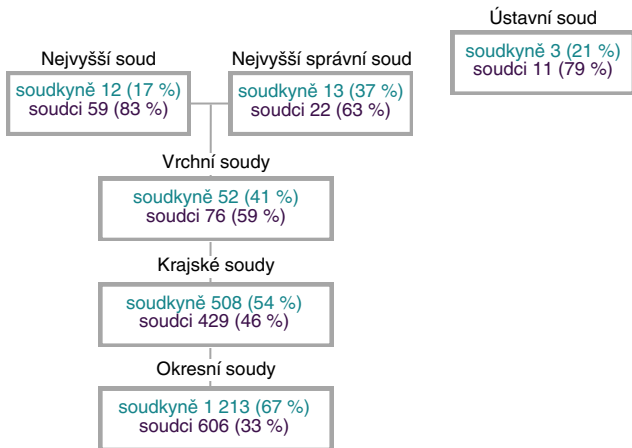 Ústavní soud
soudkyně 3 (21 %)
soudci 11 (79 %)
Nejvyšší soud
soudkyně 12 (17 %)
soudci 59 (83 %)
Nejvyšší správní soud
soudkyně 13 (37 %)
soudci 22 (63 %)
Vrchní soudy
soudkyně 52 (41 %)
soudci 76 (59 %)
Krajské soudy
soudkyně 508 (54 %)
soudci 429 (46 %)
Okresní soudy
soudkyně 1 213 (67 %)
soudci 606 (33 %)